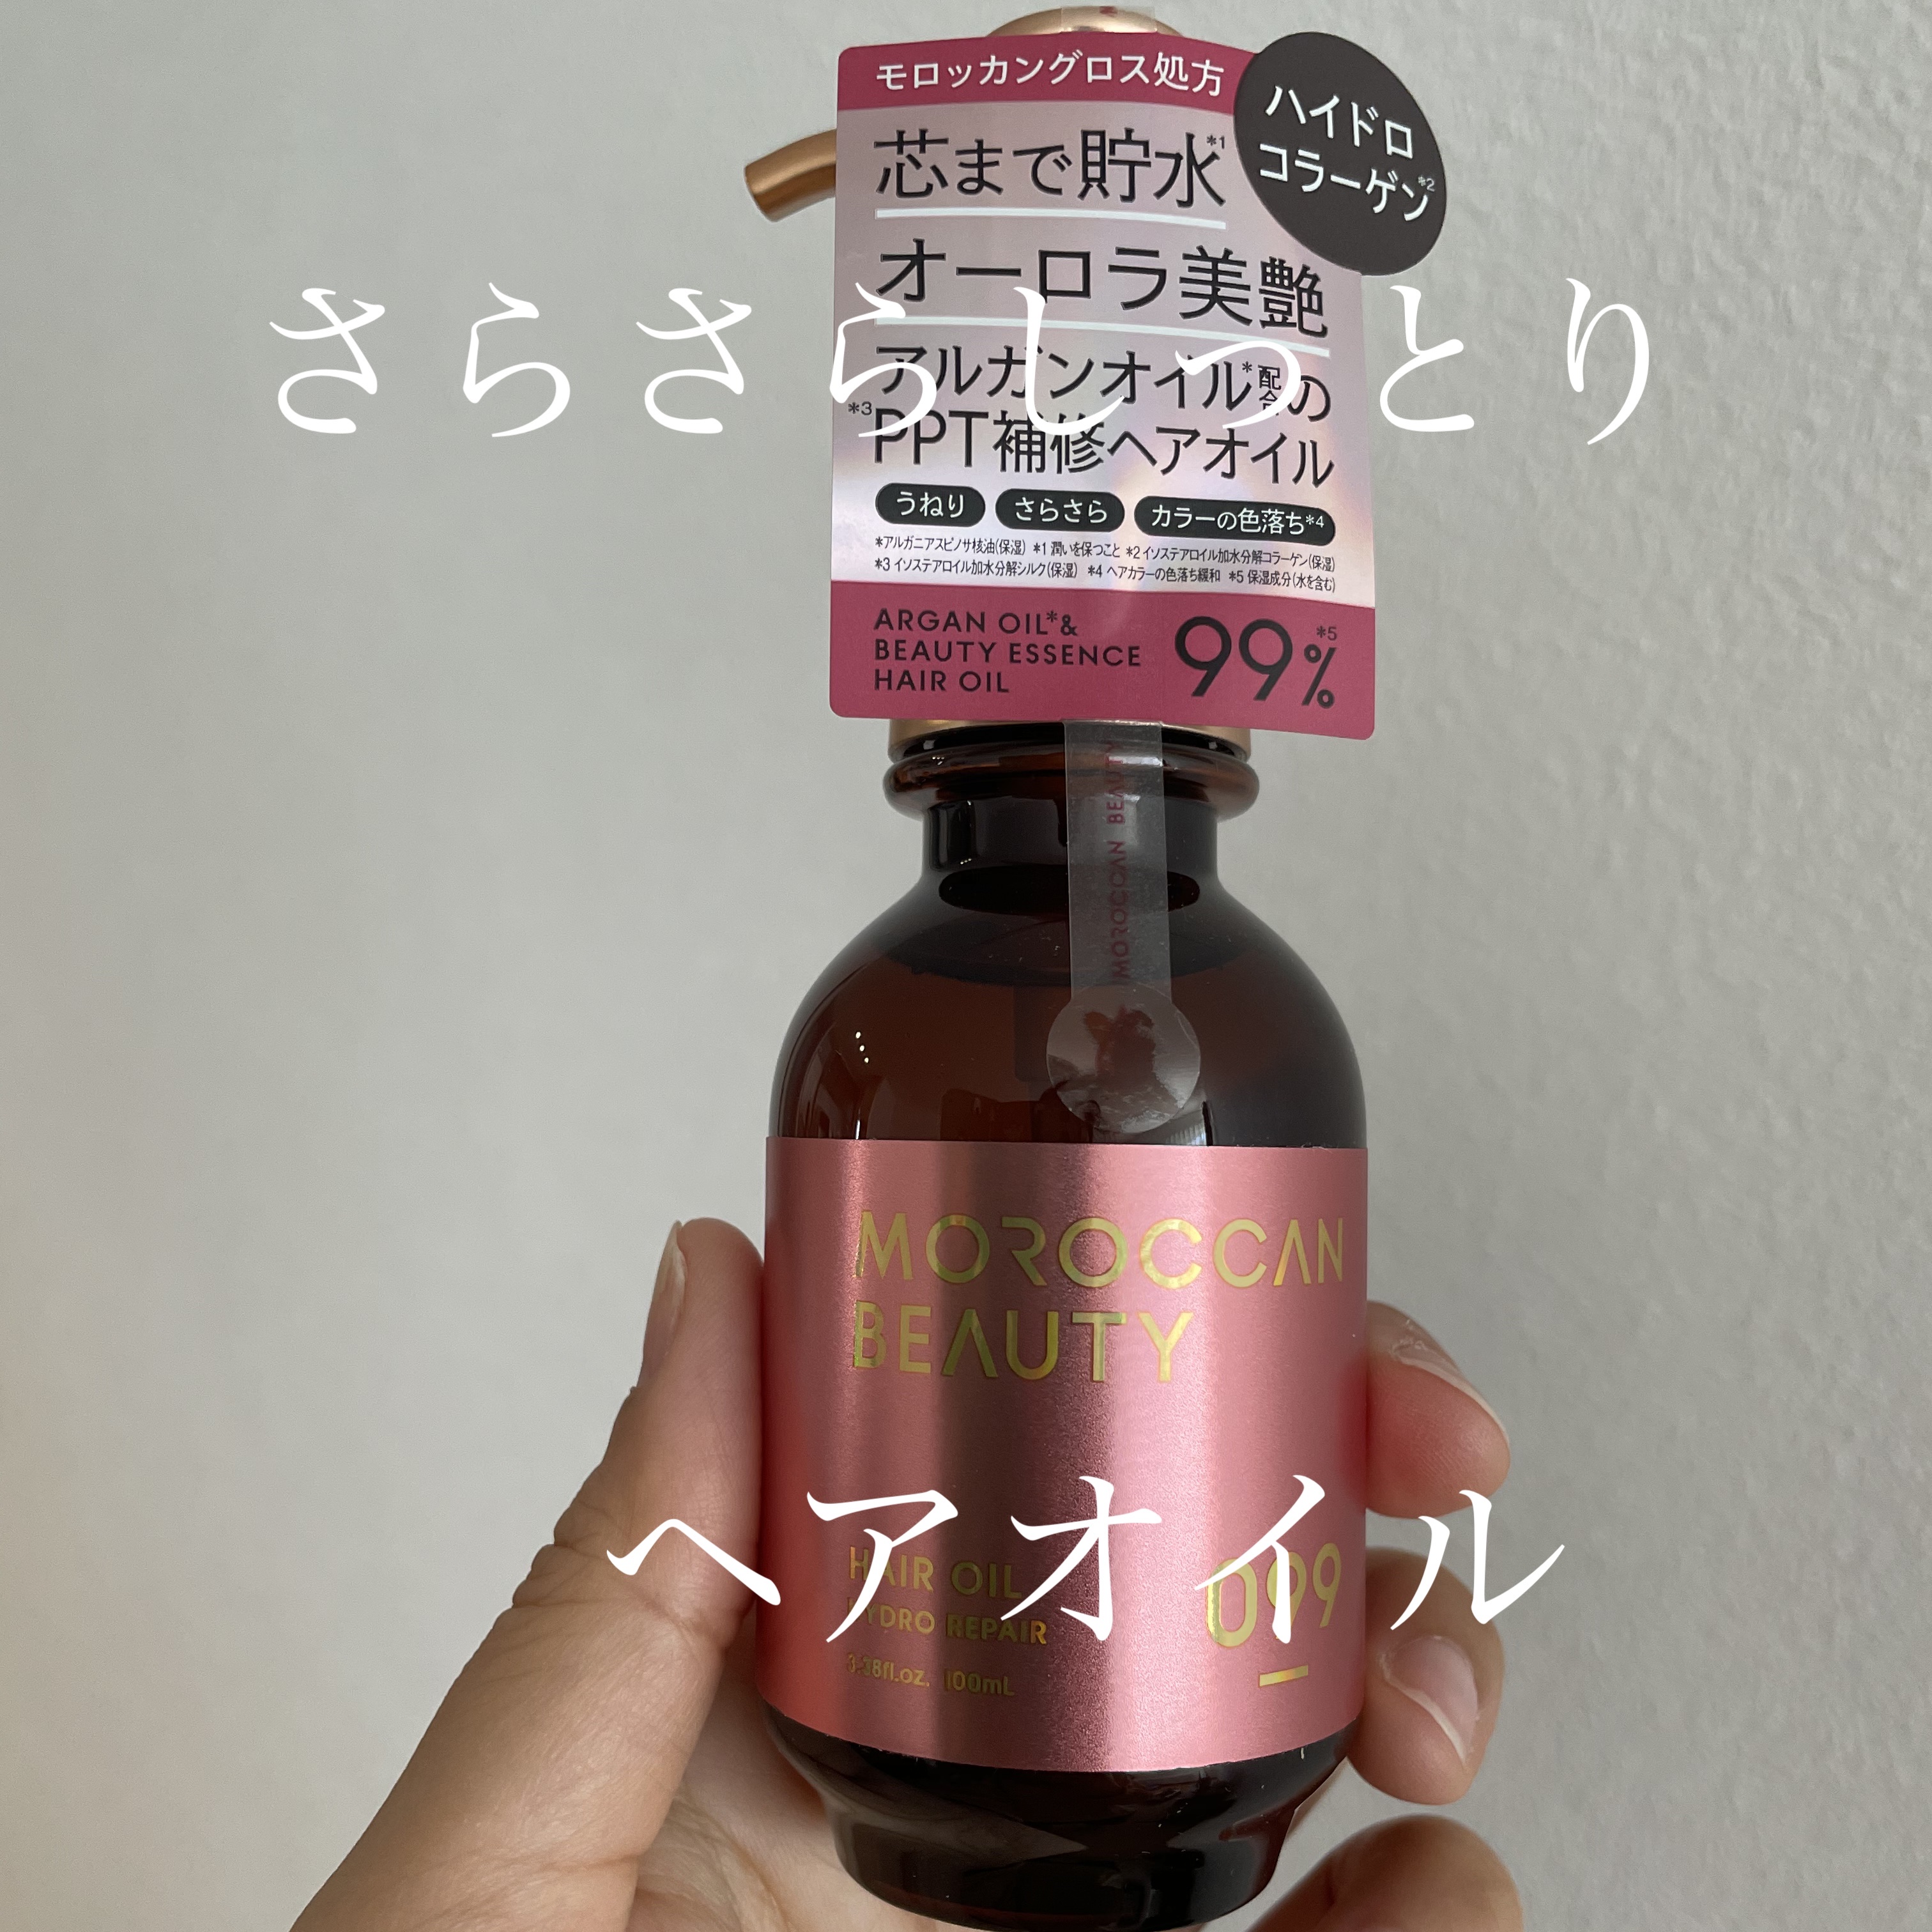 モロッカングロス処方
ハイドロ
コラーゲン*2
芯まで貯水*1
オーロラ美艶
さらさらしっとり
アルガンオイル*配合の
*3PPT補修ヘアオイル
うねり さらさら カラーの色落ち*4
*アルガニアスピノサ核油(保湿) *1 潤いを保つこと *2 イソステアロイル加水分解コラーゲン(保湿)
*3 イソステアロイル加水分解シルク(保湿) *4 ヘアカラーの色落ち緩和 *5 保湿成分(水を含む)
ARGAN OIL*&
BEAUTY ESSENCE
HAIR OIL
99%*5
MOROCCAN BEAUTY
MOROCCAN
BEAUTY
ヘアオイル
HAIR OIL
HYDRO REPAIR
3.38fl.oz. 100mL
099